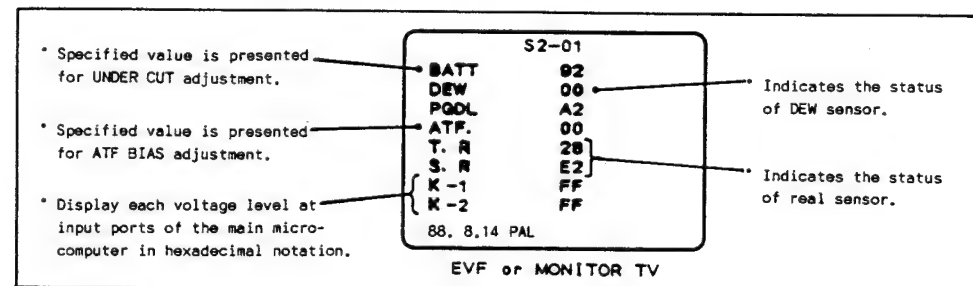 * Specified value is presented
for UNDER CUT adjustment.
* Specified value is presented
for ATF BIAS adjustment.
* Display each voltage level at
input ports of the main micro-
computer in hexadecimal notation.
S2-01
BATT 92
DEW 00
PGDL A2
ATF. 00
T. R 28
S. R E2
K-1 FF
K-2 FF
88. 8.14 PAL
* Indicates the status
of DEW sensor.
* Indicates the status
of real sensor.
EVF or MONITOR TV